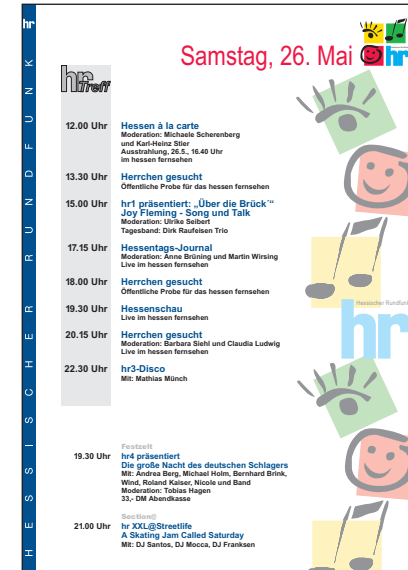 hr
HESSISCHER RUNDFUNK
Samstag, 26. Mai
hr
hr Treff
12.00 Uhr Hessen à la carte
Moderation: Michaele Scherenberg
und Karl-Heinz Stier
Ausstrahlung, 26.5., 16.40 Uhr
im hessen fernsehen
13.30 Uhr Herrchen gesucht
Öffentliche Probe für das hessen fernsehen
15.00 Uhr hr1 präsentiert: „Über die Brück´“
Joy Fleming - Song und Talk
Moderation: Ulrike Seibert
Tagesband: Dirk Raufeisen Trio
17.15 Uhr Hessentags-Journal
Moderation: Anne Brüning und Martin Wirsing
Live im hessen fernsehen
18.00 Uhr Herrchen gesucht
Öffentliche Probe für das hessen fernsehen
19.30 Uhr Hessenschau
Live im hessen fernsehen
20.15 Uhr Herrchen gesucht
Moderation: Barbara Siehl und Claudia Ludwig
Live im hessen fernsehen
22.30 Uhr hr3-Disco
Mit: Mathias Münch
Hessischer Rundfunk
hr
Festzelt
19.30 Uhr hr4 präsentiert
Die große Nacht des deutschen Schlagers
Mit: Andrea Berg, Michael Holm, Bernhard Brink,
Wind, Roland Kaiser, Nicole und Band
Moderation: Tobias Hagen
33,- DM Abendkasse
Section@
21.00 Uhr hr XXL@Streetlife
A Skating Jam Called Saturday
Mit: DJ Santos, DJ Mocca, DJ Franksen